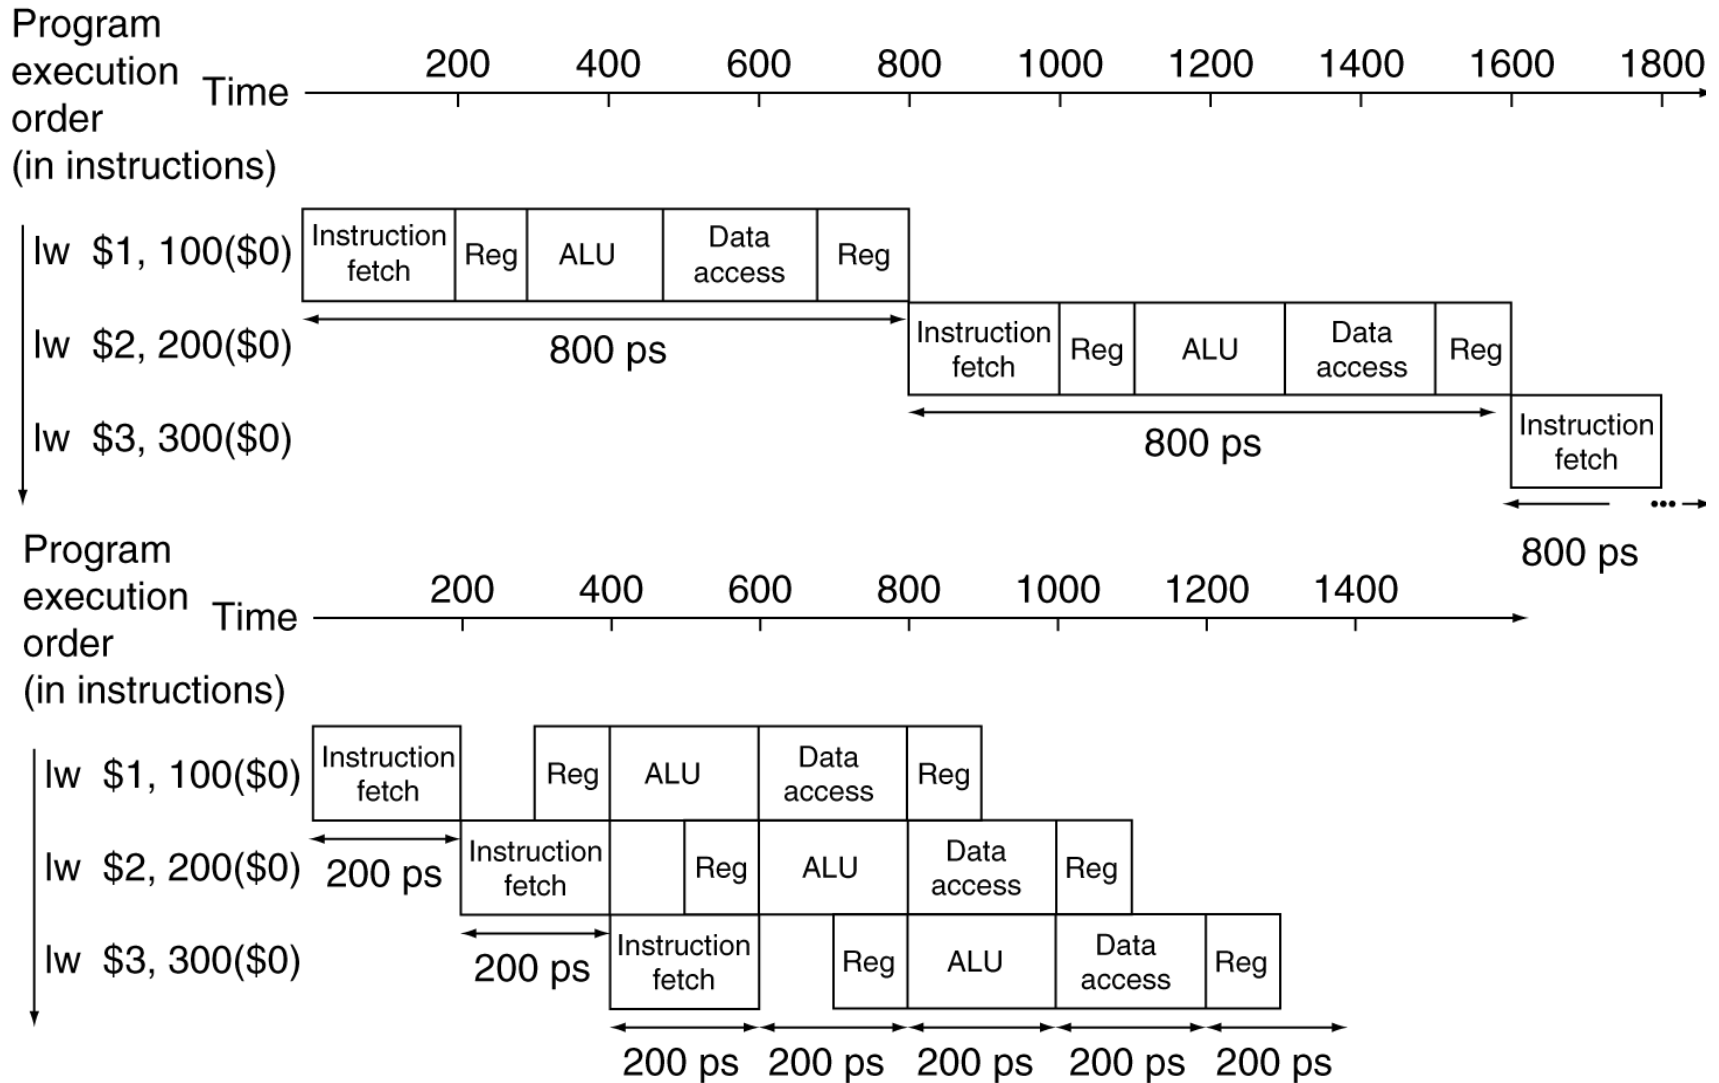 Program
execution
order
(in instructions)
Time
200 400 600 800 1000 1200 1400 1600 1800
lw $1, 100($0)
Instruction
fetch
Reg
ALU
Data
access
Reg
800 ps
lw $2, 200($0)
Instruction
fetch
Reg
ALU
Data
access
Reg
800 ps
lw $3, 300($0)
Instruction
fetch
...
800 ps
Program
execution
order
(in instructions)
Time
200 400 600 800 1000 1200 1400
lw $1, 100($0)
Instruction
fetch
Reg
ALU
Data
access
Reg
200 ps
lw $2, 200($0)
Instruction
fetch
Reg
ALU
Data
access
Reg
200 ps
lw $3, 300($0)
Instruction
fetch
Reg
ALU
Data
access
Reg
200 ps 200 ps 200 ps 200 ps 200 ps